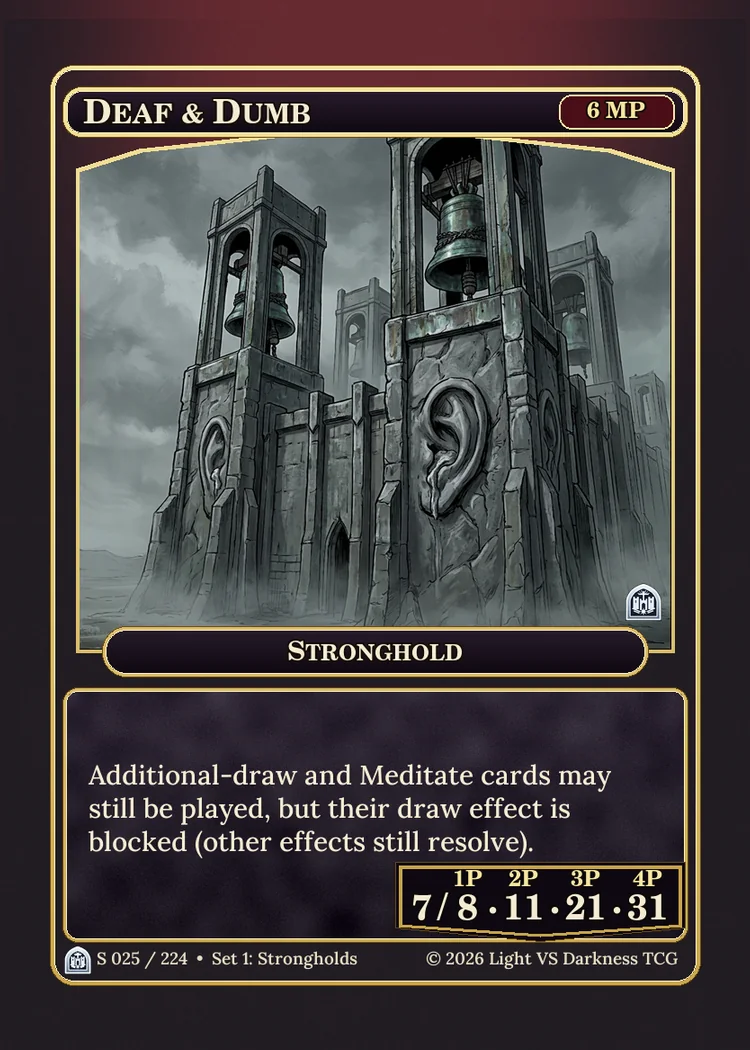 Deaf & Dumb
6 MP
Stronghold
Additional-draw and Meditate cards may
still be played, but their draw effect is
blocked (other effects still resolve).
1P 2P 3P 4P
7 / 8 · 11 · 21 · 31
S 025 / 224 • Set 1: Strongholds
© 2026 Light VS Darkness TCG